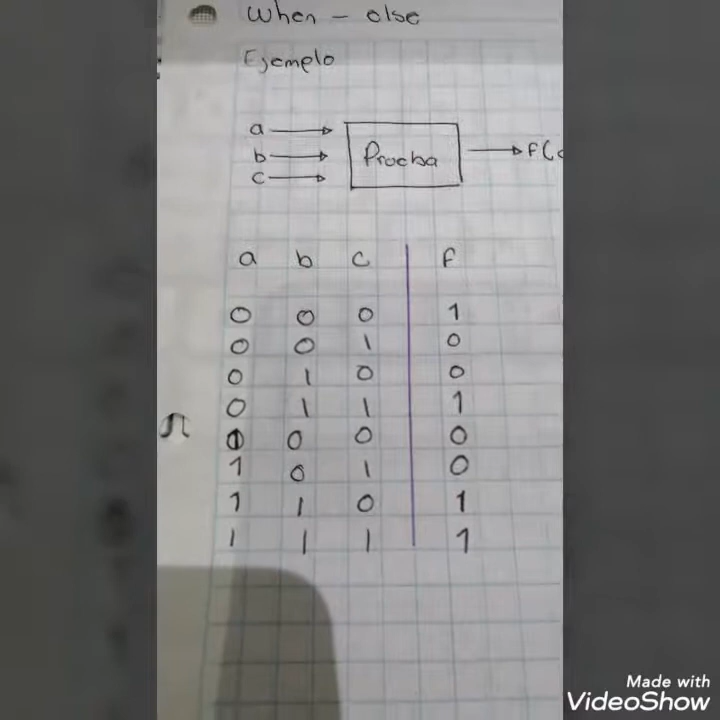 When - else
Ejemplo
a
b
c
Prueba
f(
a b c f
0 0 0 1
0 0 1 0
0 1 0 0
0 1 1 1
1 0 0 0
1 0 1 0
1 1 0 1
1 1 1 1
Made with
VideoShow